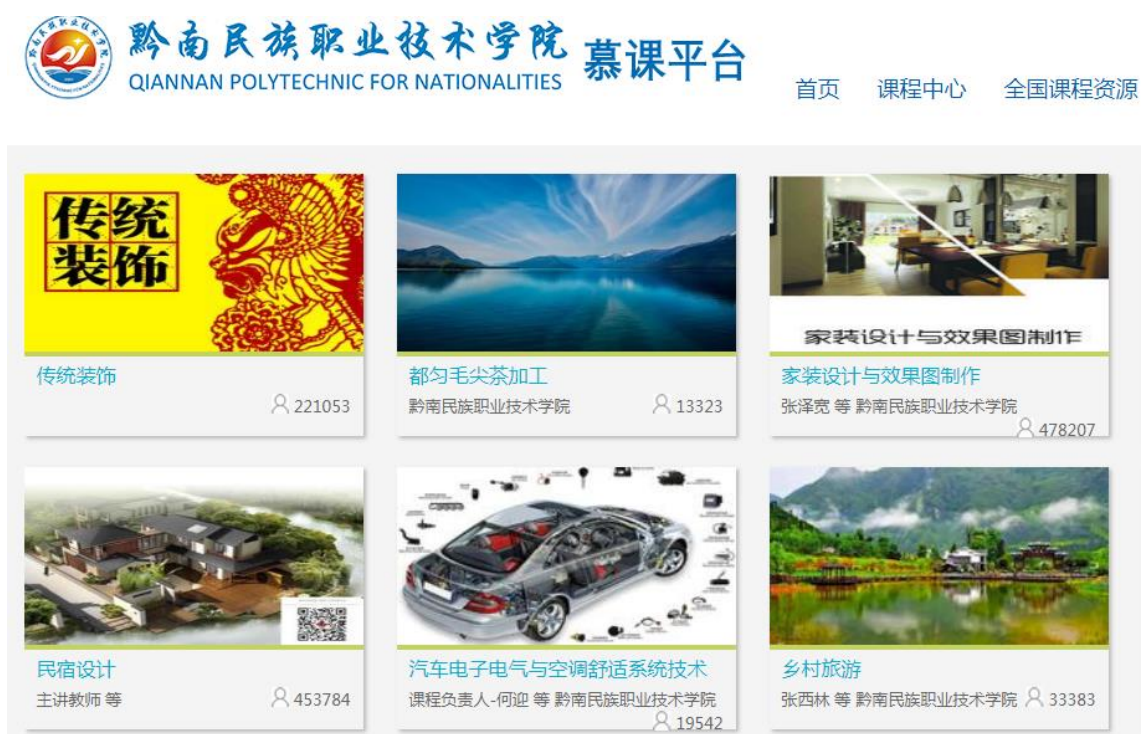 黔南民族职业技术学院 慕课平台
QIANNAN POLYTECHNIC FOR NATIONALITIES
首页 课程中心 全国课程资源
传统
装饰
家装设计与效果图制作
传统装饰
221053
都匀毛尖茶加工
黔南民族职业技术学院 13323
家装设计与效果图制作
张泽宽 等 黔南民族职业技术学院
478207
民宿设计
主讲教师 等 453784
汽车电子电气与空调舒适系统技术
课程负责人-何迎 等 黔南民族职业技术学院
19542
乡村旅游
张西林 等 黔南民族职业技术学院 33383